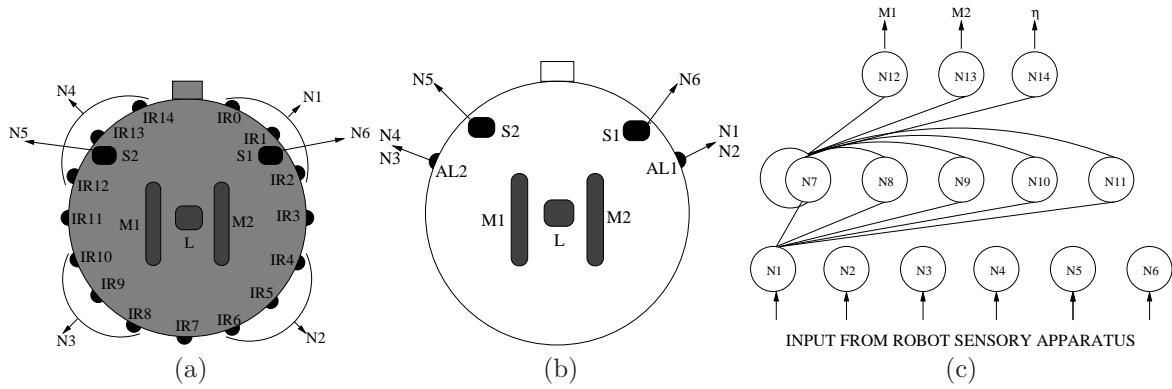 N4
N1
N5
N6
IR14
IR0
IR13
IR1
S2
S1
IR12
IR2
IR11
M1
M2
IR3
L
IR10
IR4
IR9
IR5
IR8
IR6
IR7
N3
N2
(a)
N5
N6
S2
S1
N4
N3
N1
N2
AL2
AL1
M1
M2
L
(b)
M1
M2
η
N12
N13
N14
N7
N8
N9
N10
N11
N1
N2
N3
N4
N5
N6
INPUT FROM ROBOT SENSORY APPARATUS
(c)